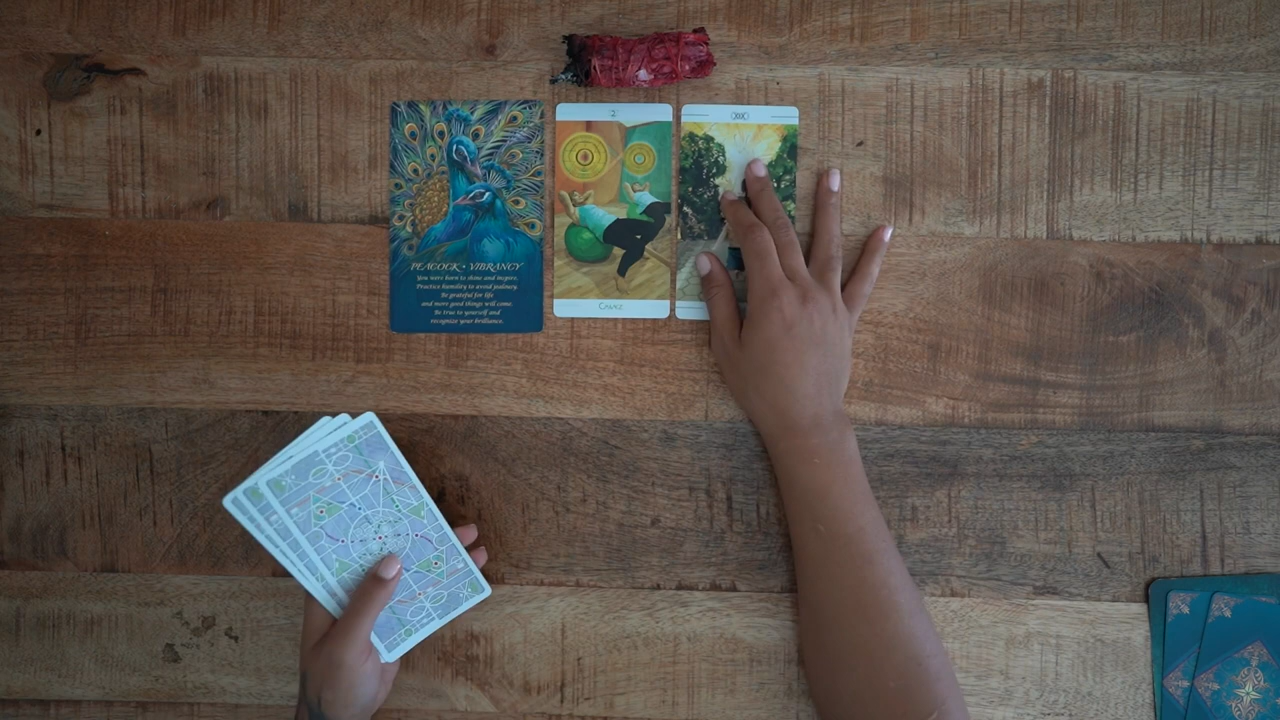 PEACOCK • VIBRANCY
You were born to shine and inspire.
Practice humility to avoid jealousy.
Be grateful for life
and more good things will come.
Be true to yourself and
recognize your brilliance.
2